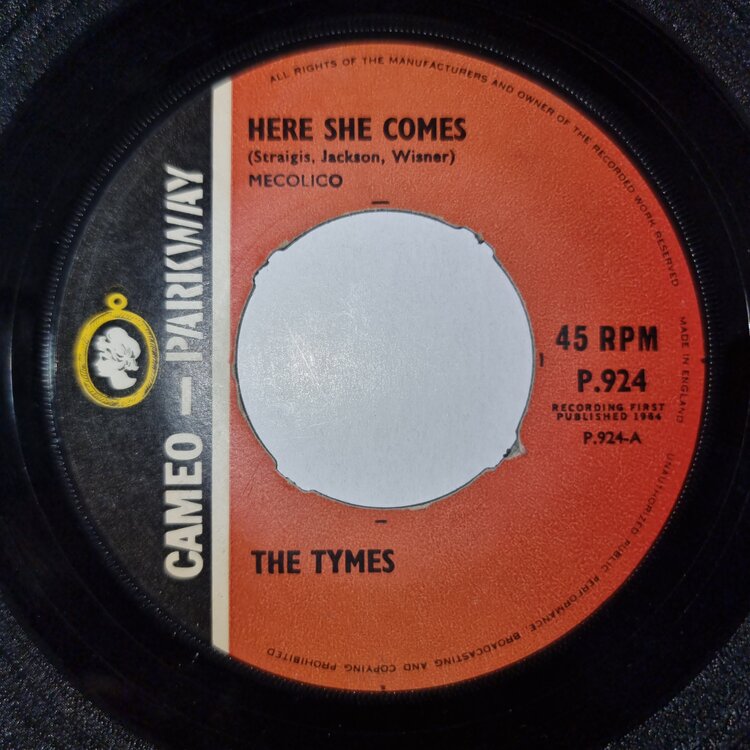 ALL RIGHTS OF THE MANUFACTURERS AND OWNER OF THE RECORDED WORK RESERVED
HERE SHE COMES
(Straigis, Jackson, Wisner)
MECOLICO
CAMEO — PARKWAY
45 RPM
P.924
RECORDING FIRST
PUBLISHED 1964
P.924-A
MADE IN ENGLAND
THE TYMES
UNAUTHORIZED PUBLIC PERFORMANCE, BROADCASTING AND COPYING PROHIBITED